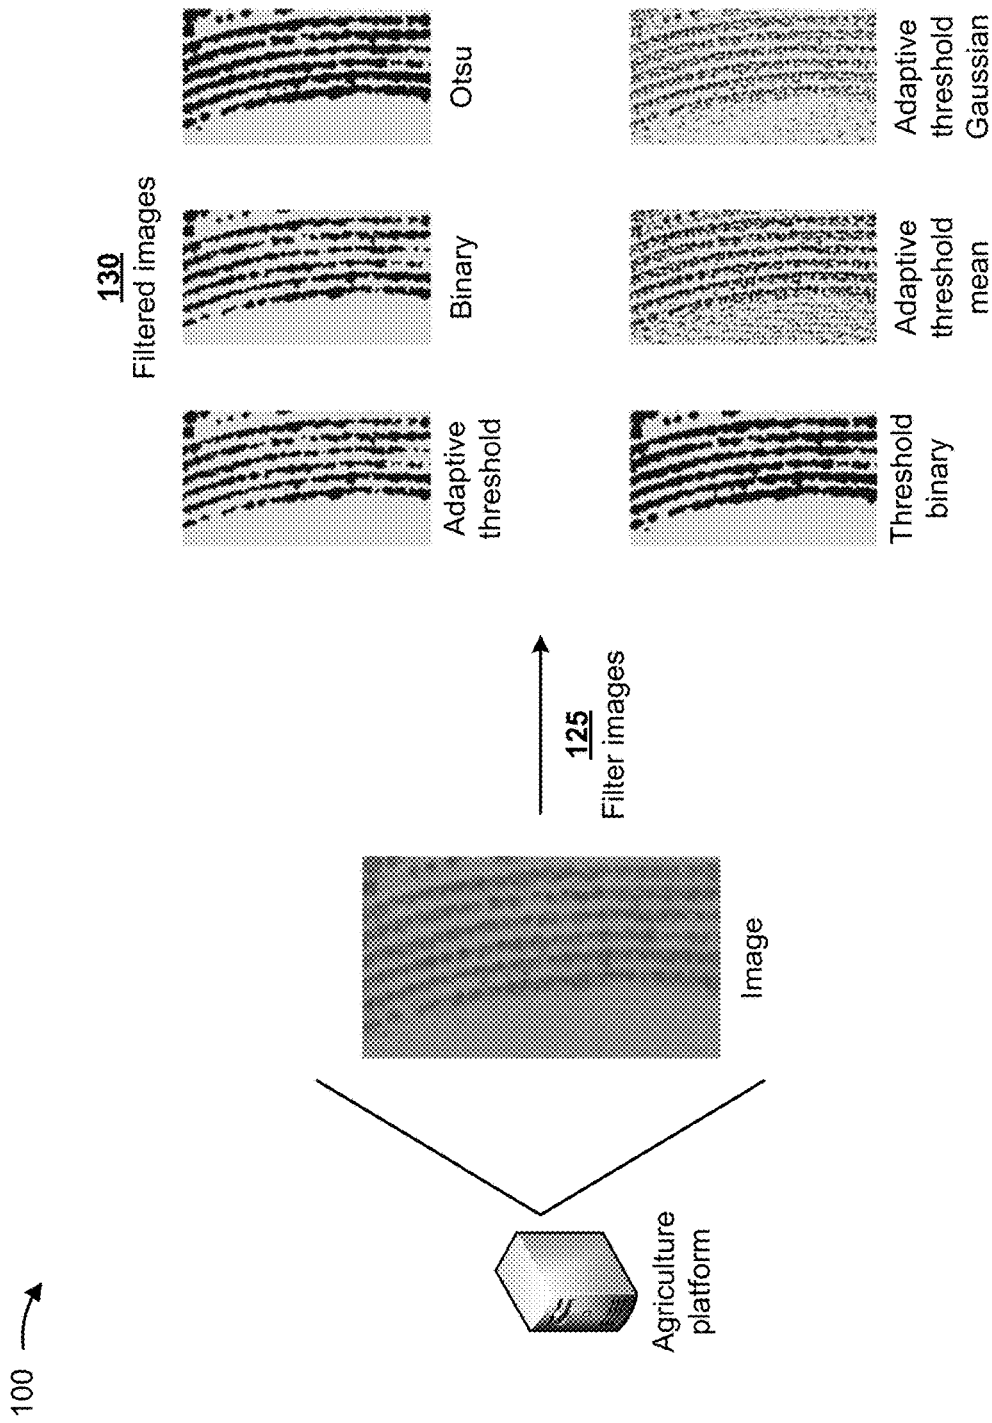 100
Agriculture
platform
Image
125
Filter images
130
Filtered images
Adaptive
threshold
Binary
Otsu
Threshold
binary
Adaptive
threshold
mean
Adaptive
threshold
Gaussian